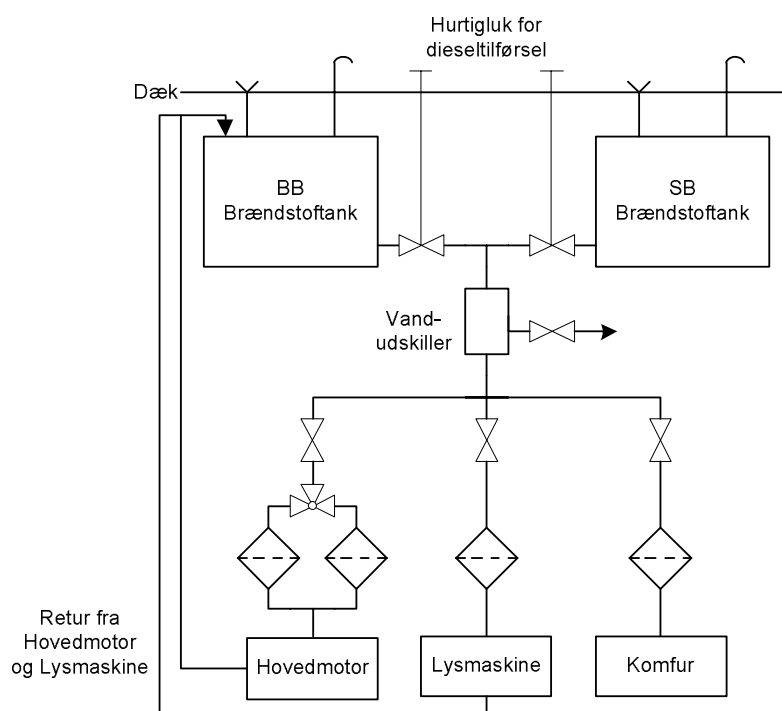 Hurtigluk for
dieseltilførsel
Dæk
BB
Brændstoftank
SB
Brændstoftank
Vand-
udskiller
Retur fra
Hovedmotor
og Lysmaskine
Hovedmotor
Lysmaskine
Komfur